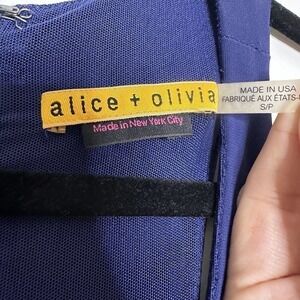 alice + olivia
Made in New York City
MADE IN USA
FABRIQUÉ AUX ÉTATS-
S/P